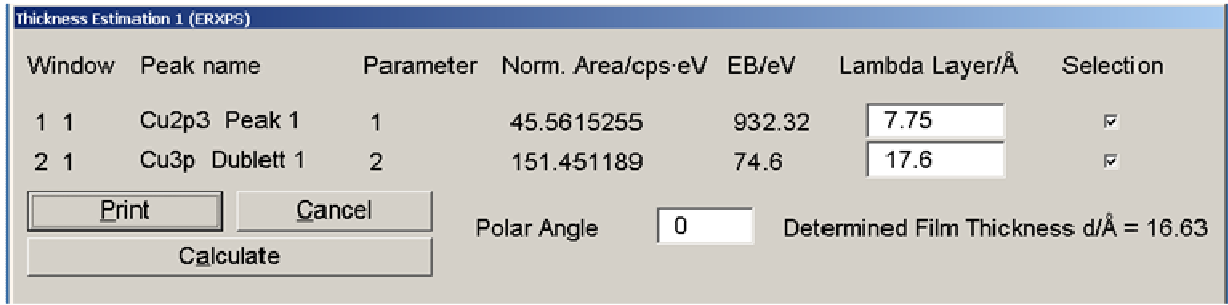 Thickness Estimation 1 (ERXPS)
Window Peak name Parameter Norm. Area/cps·eV EB/eV Lambda Layer/Å Selection
1 1 Cu2p3 Peak 1 1 45.5615255 932.32 7.75
2 1 Cu3p Dublett 1 2 151.451189 74.6 17.6
Print Cancel
Polar Angle 0 Determined Film Thickness d/Å = 16.63
Calculate